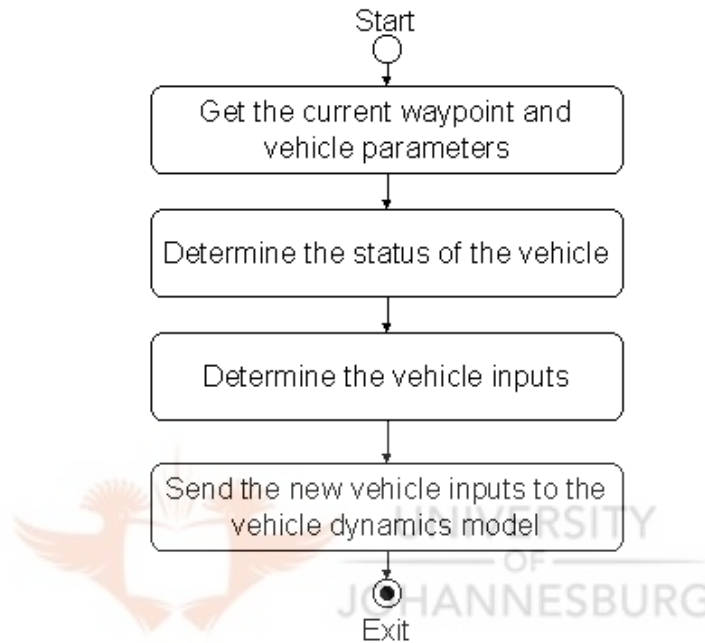 Start
Get the current waypoint and
vehicle parameters
Determine the status of the vehicle
Determine the vehicle inputs
Send the new vehicle inputs to the
vehicle dynamics model
UNIVERSITY
OF
JOHANNESBURG
Exit